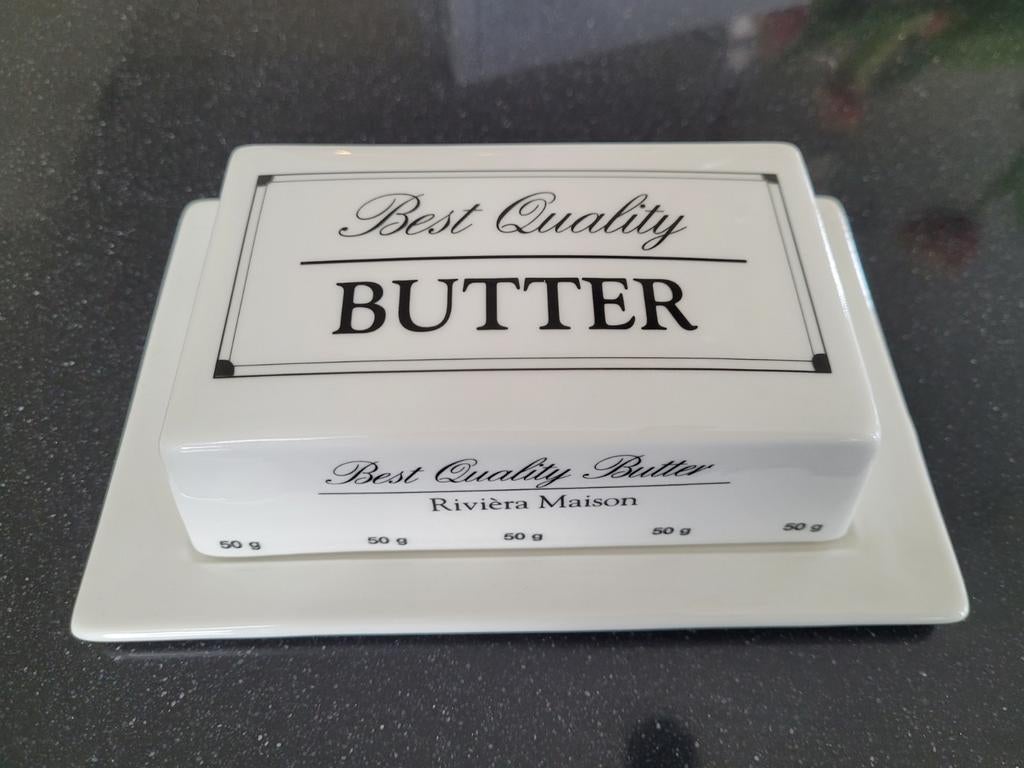 Best Quality
BUTTER
Best Quality Butter
Rivièra Maison
50 g 50 g 50 g 50 g 50 g